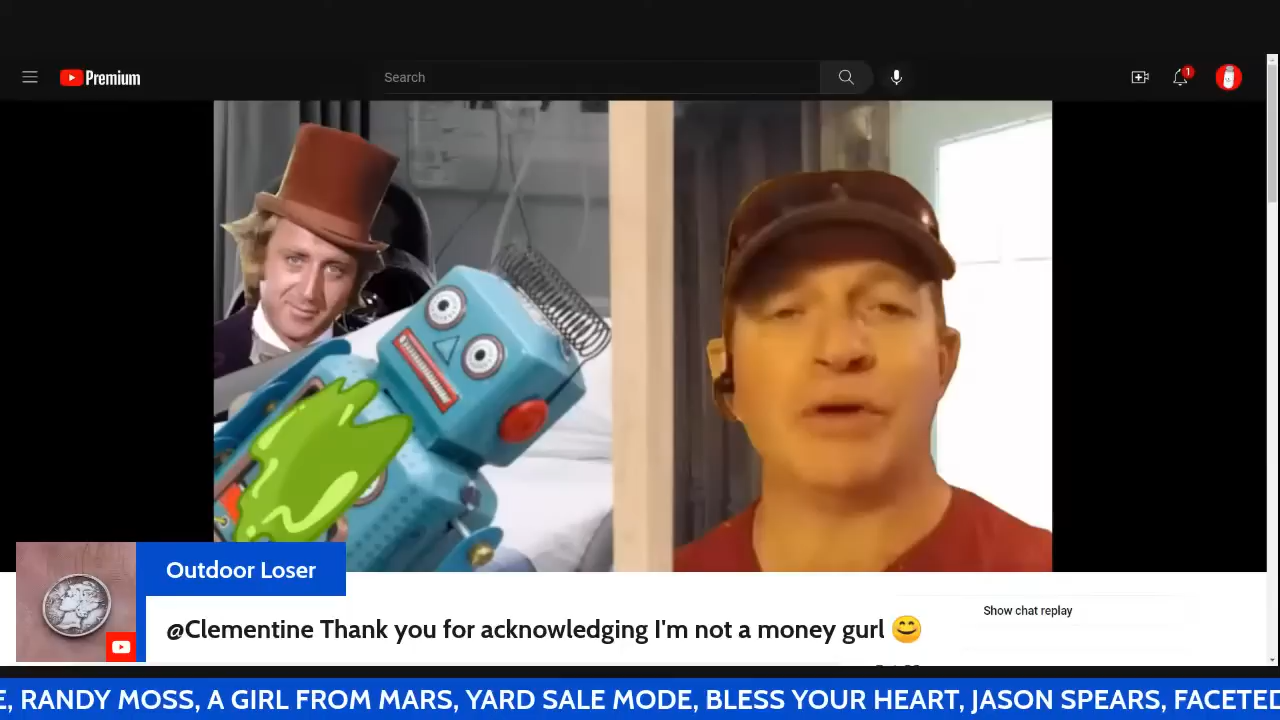 Premium
Search
1
Outdoor Loser
@Clementine Thank you for acknowledging I'm not a money gurl 😊
Show chat replay
E, RANDY MOSS, A GIRL FROM MARS, YARD SALE MODE, BLESS YOUR HEART, JASON SPEARS, FACETED